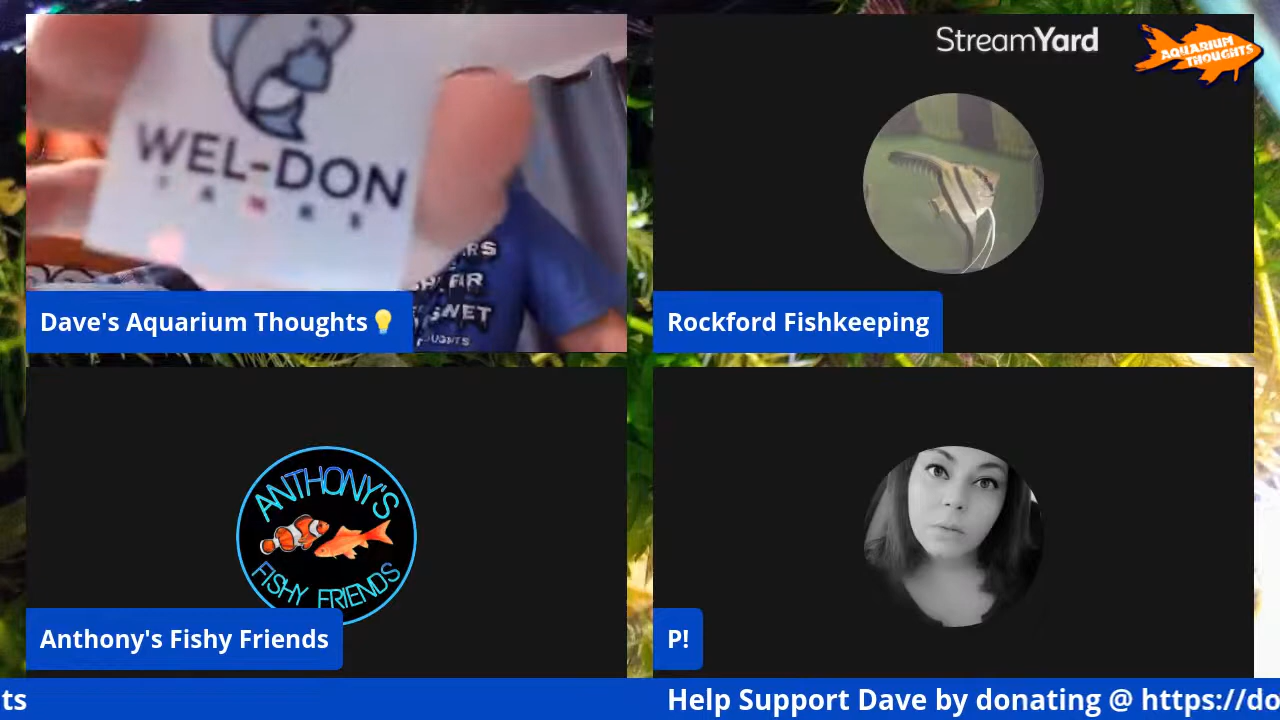 StreamYard
AQUARIUM
THOUGHTS
WEL-DON
TANKS
Dave's Aquarium Thoughts
Rockford Fishkeeping
ANTHONY'S
FISHY FRIENDS
Anthony's Fishy Friends
P!
ts
Help Support Dave by donating @ https://do